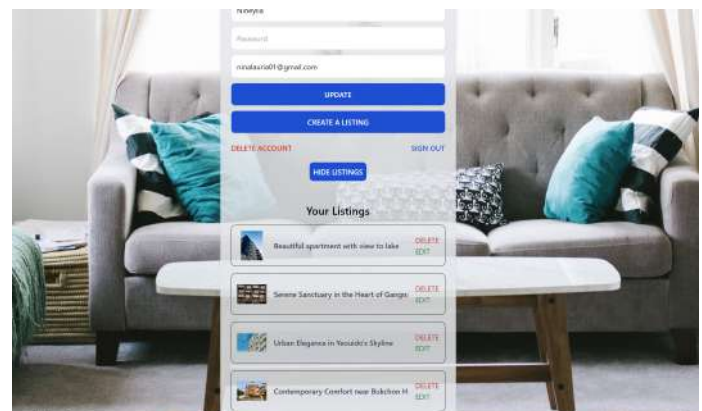 Password
ninalauria01@gmail.com
UPDATE
CREATE A LISTING
DELETE ACCOUNT
SIGN OUT
HIDE LISTINGS
Your Listings
Beautiful apartment with view to lake
DELETE
EDIT
Serene Sanctuary in the Heart of Gangn
DELETE
EDIT
Urban Elegance in Yeouido's Skyline
DELETE
EDIT
Contemporary Comfort near Bukchon H
DELETE
EDIT